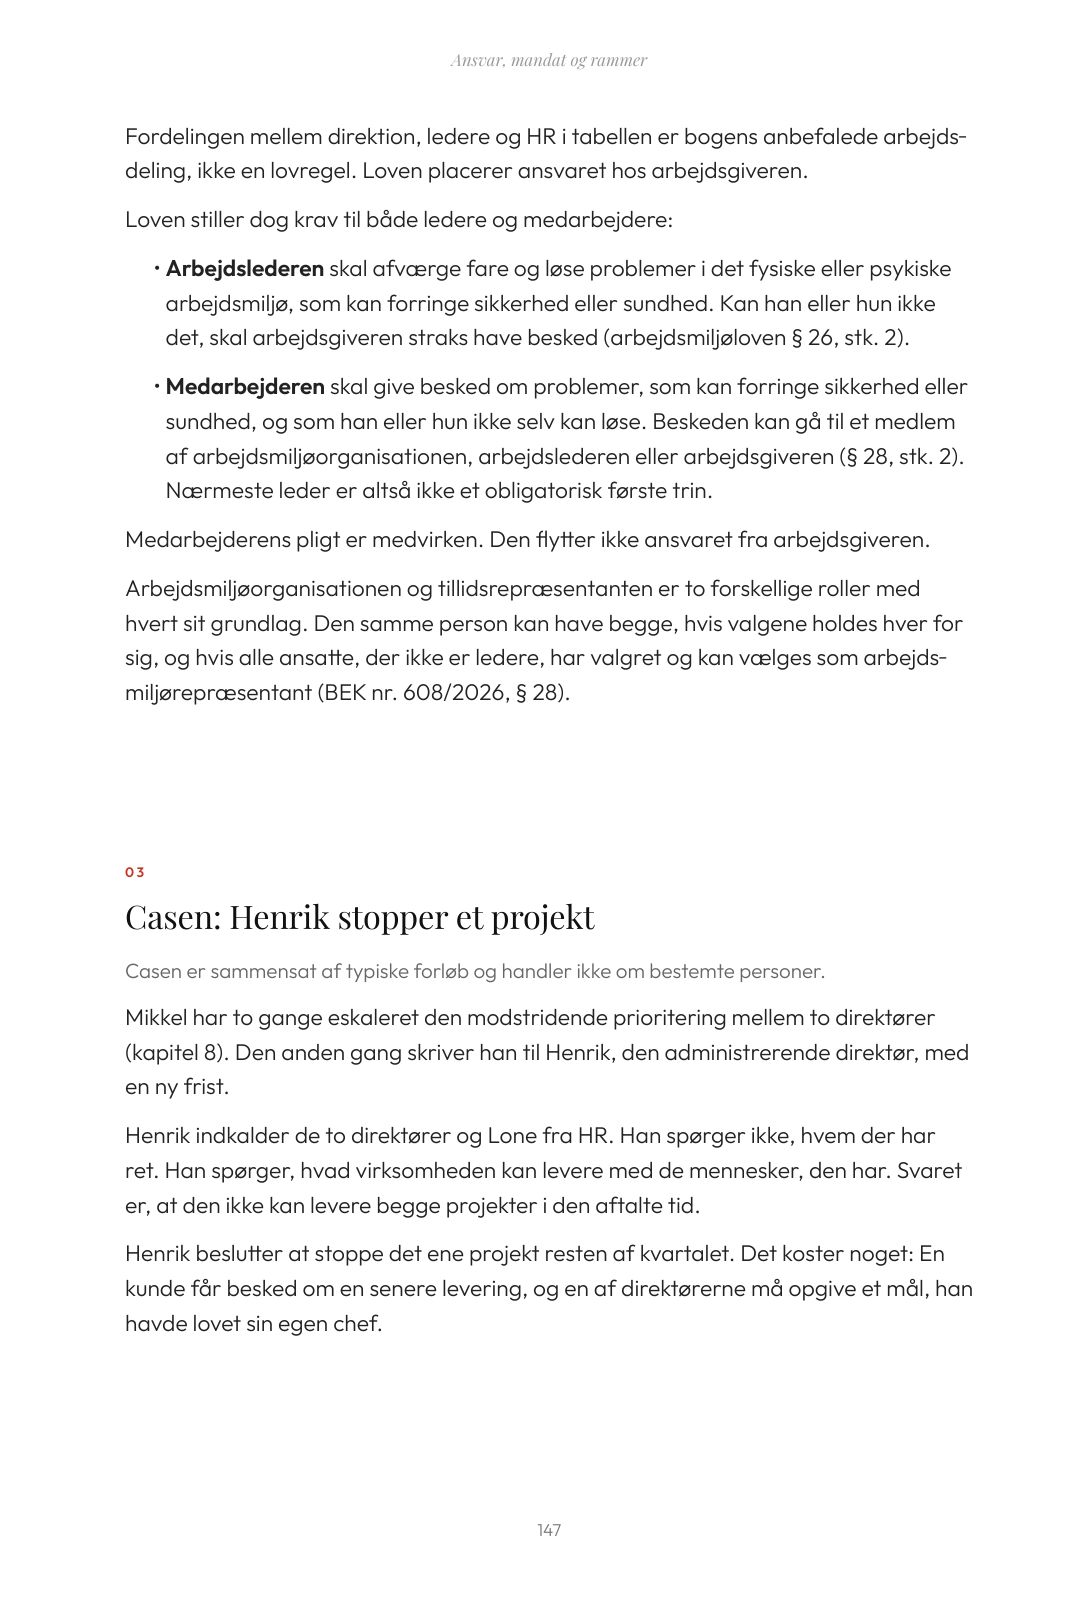 Ansvar, mandat og rammer
Fordelingen mellem direktion, ledere og HR i tabellen er bogens anbefalede arbejds-
deling, ikke en lovregel. Loven placerer ansvaret hos arbejdsgiveren.
Loven stiller dog krav til både ledere og medarbejdere:
• Arbejdslederen skal afværge fare og løse problemer i det fysiske eller psykiske
arbejdsmiljø, som kan forringe sikkerhed eller sundhed. Kan han eller hun ikke
det, skal arbejdsgiveren straks have besked (arbejdsmiljøloven § 26, stk. 2).
• Medarbejderen skal give besked om problemer, som kan forringe sikkerhed eller
sundhed, og som han eller hun ikke selv kan løse. Beskeden kan gå til et medlem
af arbejdsmiljøorganisationen, arbejdslederen eller arbejdsgiveren (§ 28, stk. 2).
Nærmeste leder er altså ikke et obligatorisk første trin.
Medarbejderens pligt er medvirken. Den flytter ikke ansvaret fra arbejdsgiveren.
Arbejdsmiljøorganisationen og tillidsrepræsentanten er to forskellige roller med
hvert sit grundlag. Den samme person kan have begge, hvis valgene holdes hver for
sig, og hvis alle ansatte, der ikke er ledere, har valgret og kan vælges som arbejds-
miljørepræsentant (BEK nr. 608/2026, § 28).
03
Casen: Henrik stopper et projekt
Casen er sammensat af typiske forløb og handler ikke om bestemte personer.
Mikkel har to gange eskaleret den modstridende prioritering mellem to direktører
(kapitel 8). Den anden gang skriver han til Henrik, den administrerende direktør, med
en ny frist.
Henrik indkalder de to direktører og Lone fra HR. Han spørger ikke, hvem der har
ret. Han spørger, hvad virksomheden kan levere med de mennesker, den har. Svaret
er, at den ikke kan levere begge projekter i den aftalte tid.
Henrik beslutter at stoppe det ene projekt resten af kvartalet. Det koster noget: En
kunde får besked om en senere levering, og en af direktørerne må opgive et mål, han
havde lovet sin egen chef.
147